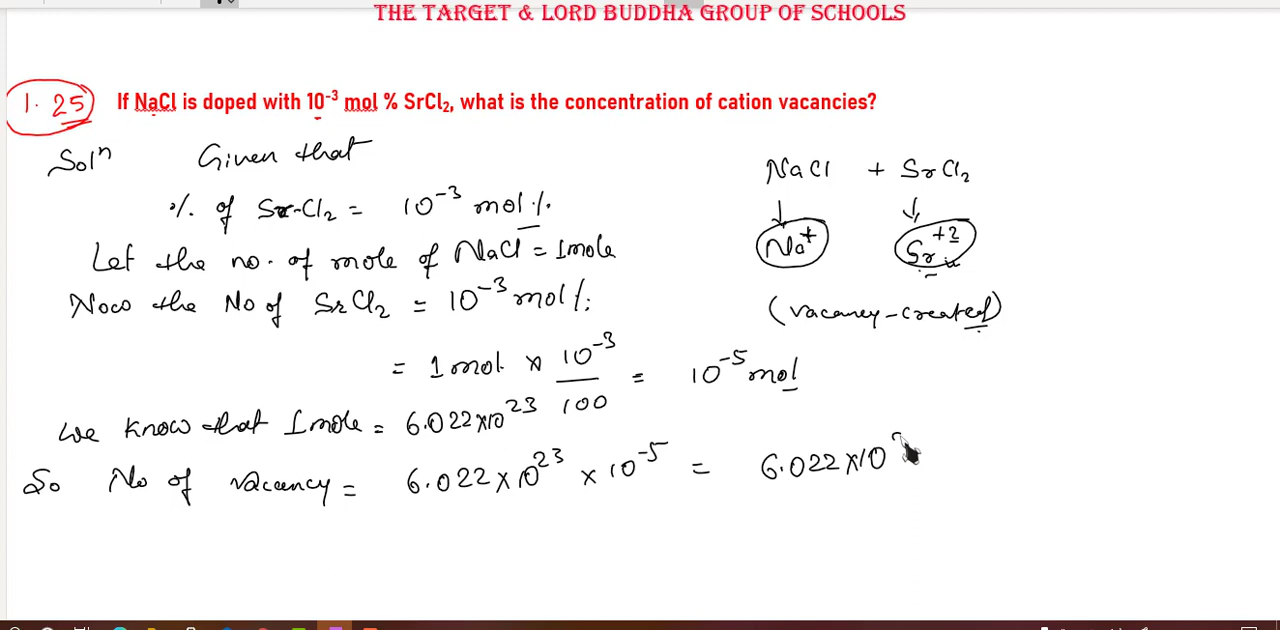 THE TARGET & LORD BUDDHA GROUP OF SCHOOLS
1.25 If NaCl is doped with 10⁻³ mol % SrCl₂, what is the concentration of cation vacancies?
Solⁿ Given that
% of SrCl₂ = 10⁻³ mol %
Let the no. of mole of NaCl = 1mole
Now the No of SrCl₂ = 10⁻³ mol %
= 1 mol × 10⁻³/100 = 10⁻⁵ mol
We know that 1 mole = 6.022×10²³
So No of vacancy = 6.022×10²³ × 10⁻⁵ = 6.022×10
NaCl + SrCl₂
↓ ↓
Na⁺ Sr⁺²
(vacancy-created)